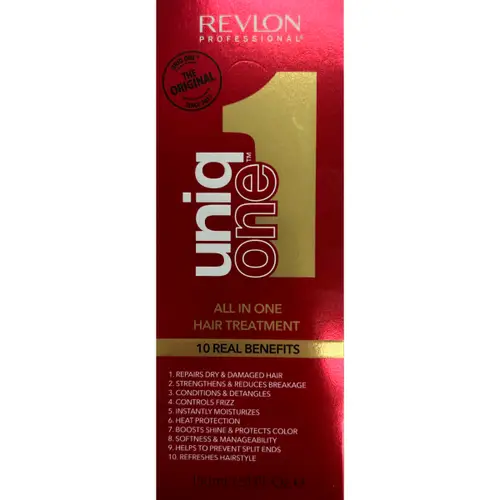 REVLON
PROFESSIONAL®
THE
ORIGINAL
uniq
one™
1
ALL IN ONE
HAIR TREATMENT
10 REAL BENEFITS
1. REPAIRS DRY & DAMAGED HAIR
2. STRENGTHENS & REDUCES BREAKAGE
3. CONDITIONS & DETANGLES
4. CONTROLS FRIZZ
5. INSTANTLY MOISTURIZES
6. HEAT PROTECTION
7. BOOSTS SHINE & PROTECTS COLOR
8. SOFTNESS & MANAGEABILITY
9. HELPS TO PREVENT SPLIT ENDS
10. REFRESHES HAIRSTYLE